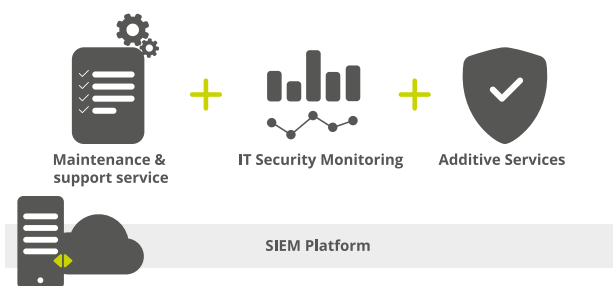 Maintenance &
support service
IT Security Monitoring
Additive Services
SIEM Platform